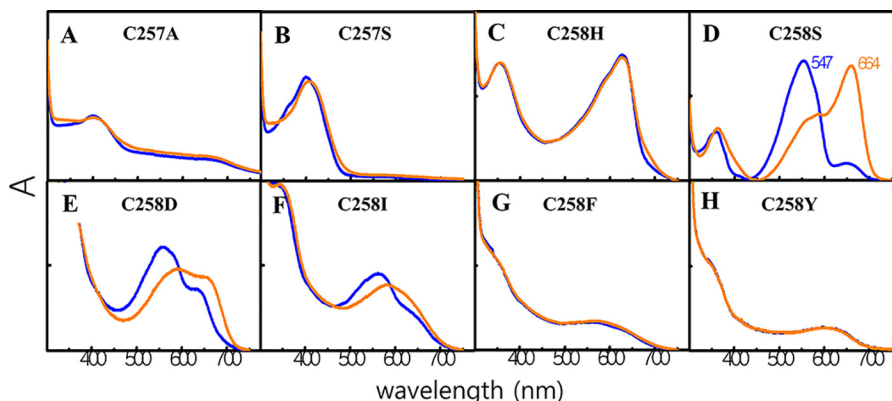 A C257A
B C257S
C C258H
D C258S
547
664
A
E C258D
F C258I
G C258F
H C258Y
400 500 600 700
400 500 600 700
400 500 600 700
400 500 600 700
wavelength (nm)